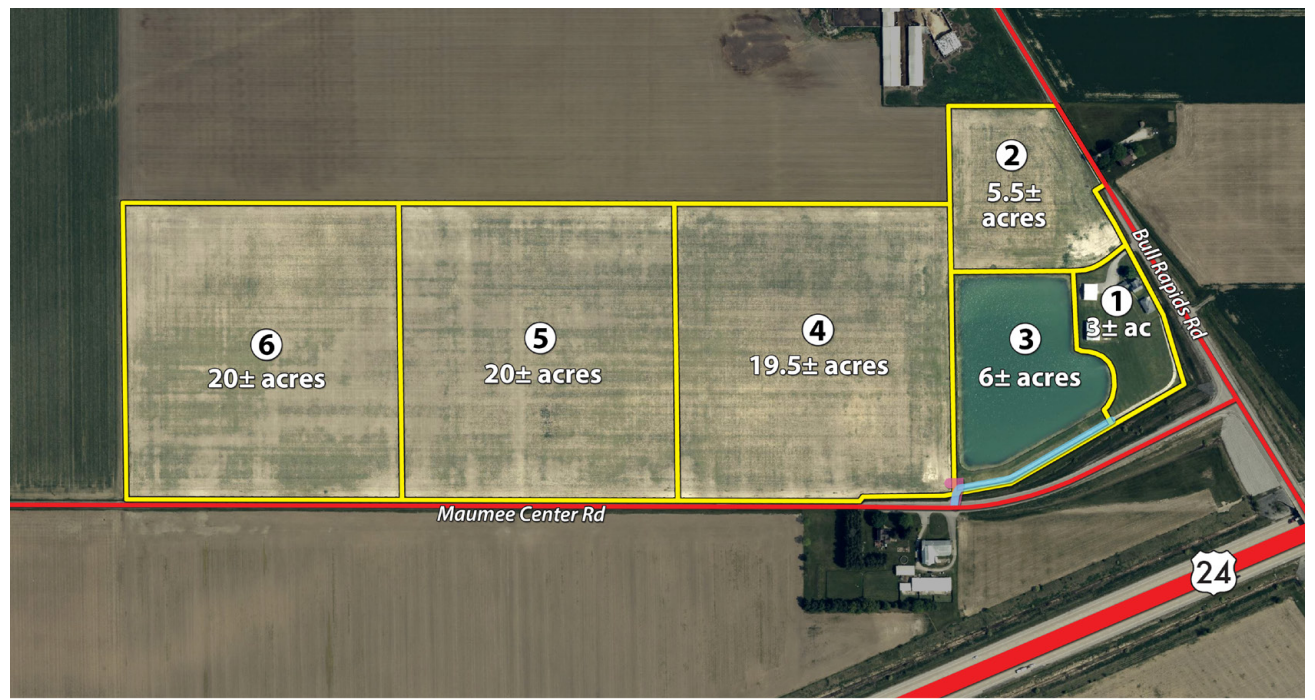 2
5.5±
acres
Bull Rapids Rd
1
3± ac
6
20± acres
5
20± acres
4
19.5± acres
3
6± acres
Maumee Center Rd
24